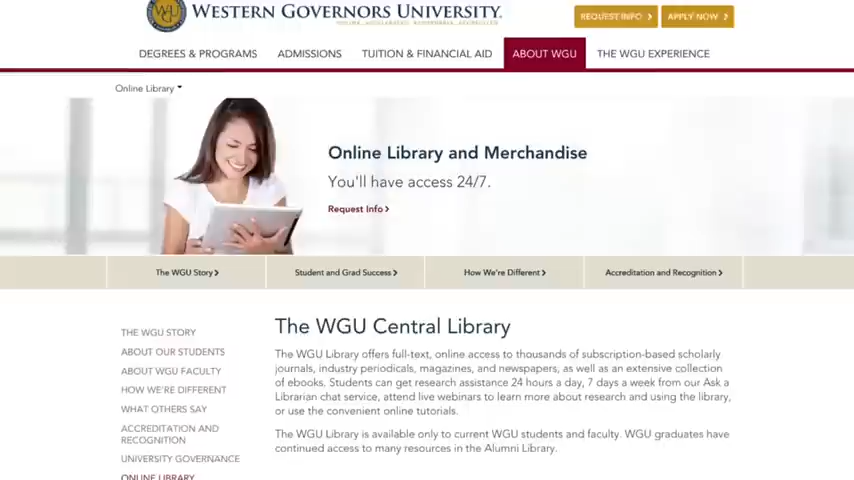 WESTERN GOVERNORS UNIVERSITY.
REQUEST INFO
APPLY NOW
DEGREES & PROGRAMS
ADMISSIONS
TUITION & FINANCIAL AID
ABOUT WGU
THE WGU EXPERIENCE
Online Library
Online Library and Merchandise
You'll have access 24/7.
Request Info
The WGU Story
Student and Grad Success
How We're Different
Accreditation and Recognition
THE WGU STORY
ABOUT OUR STUDENTS
ABOUT WGU FACULTY
HOW WE'RE DIFFERENT
WHAT OTHERS SAY
ACCREDITATION AND
RECOGNITION
UNIVERSITY GOVERNANCE
ONLINE LIBRARY
The WGU Central Library
The WGU Library offers full-text, online access to thousands of subscription-based scholarly
journals, industry periodicals, magazines, and newspapers, as well as an extensive collection
of ebooks. Students can get research assistance 24 hours a day, 7 days a week from our Ask a
Librarian chat service, attend live webinars to learn more about research and using the library,
or use the convenient online tutorials.
The WGU Library is available only to current WGU students and faculty. WGU graduates have
continued access to many resources in the Alumni Library.